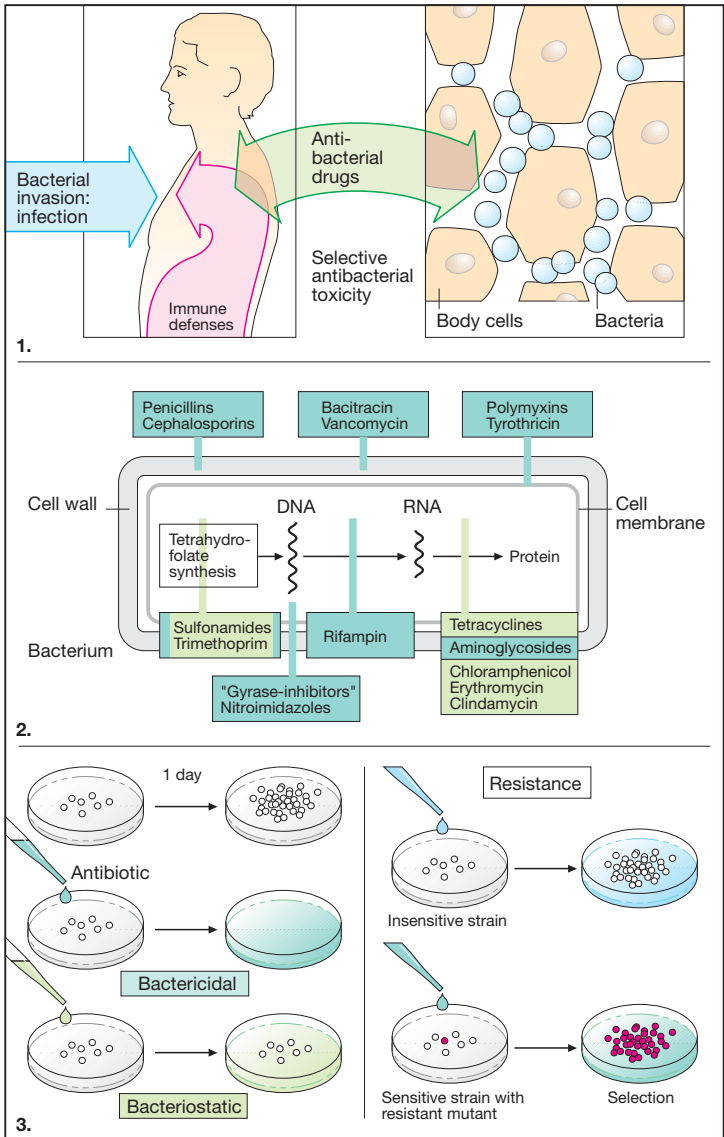 Bacterial
invasion:
infection
Anti-
bacterial
drugs
Selective
antibacterial
toxicity
Immune
defenses
Body cells
Bacteria
1.
Penicillins
Cephalosporins
Bacitracin
Vancomycin
Polymyxins
Tyrothricin
Cell wall
DNA
RNA
Cell
membrane
Tetrahydro-
folate
synthesis
Protein
Bacterium
Sulfonamides
Trimethoprim
Rifampin
Tetracyclines
Aminoglycosides
Chloramphenicol
Erythromycin
Clindamycin
"Gyrase-inhibitors"
Nitroimidazoles
2.
1 day
Antibiotic
Bactericidal
Bacteriostatic
Resistance
Insensitive strain
Sensitive strain with
resistant mutant
Selection
3.